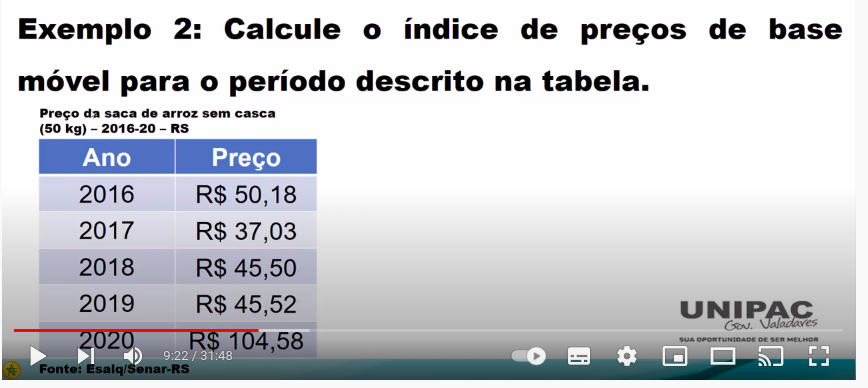 Exemplo 2: Calcule o índice de preços de base
móvel para o período descrito na tabela.
Preço da saca de arroz sem casca
(50 kg) – 2016-20 – RS
Ano Preço
2016 R$ 50,18
2017 R$ 37,03
2018 R$ 45,50
2019 R$ 45,52
2020 R$ 104,58
UNIPAC
Gov. Valadares
SUA OPORTUNIDADE DE SER MELHOR
9:22 / 31:48
Fonte: Esalq/Senar-RS